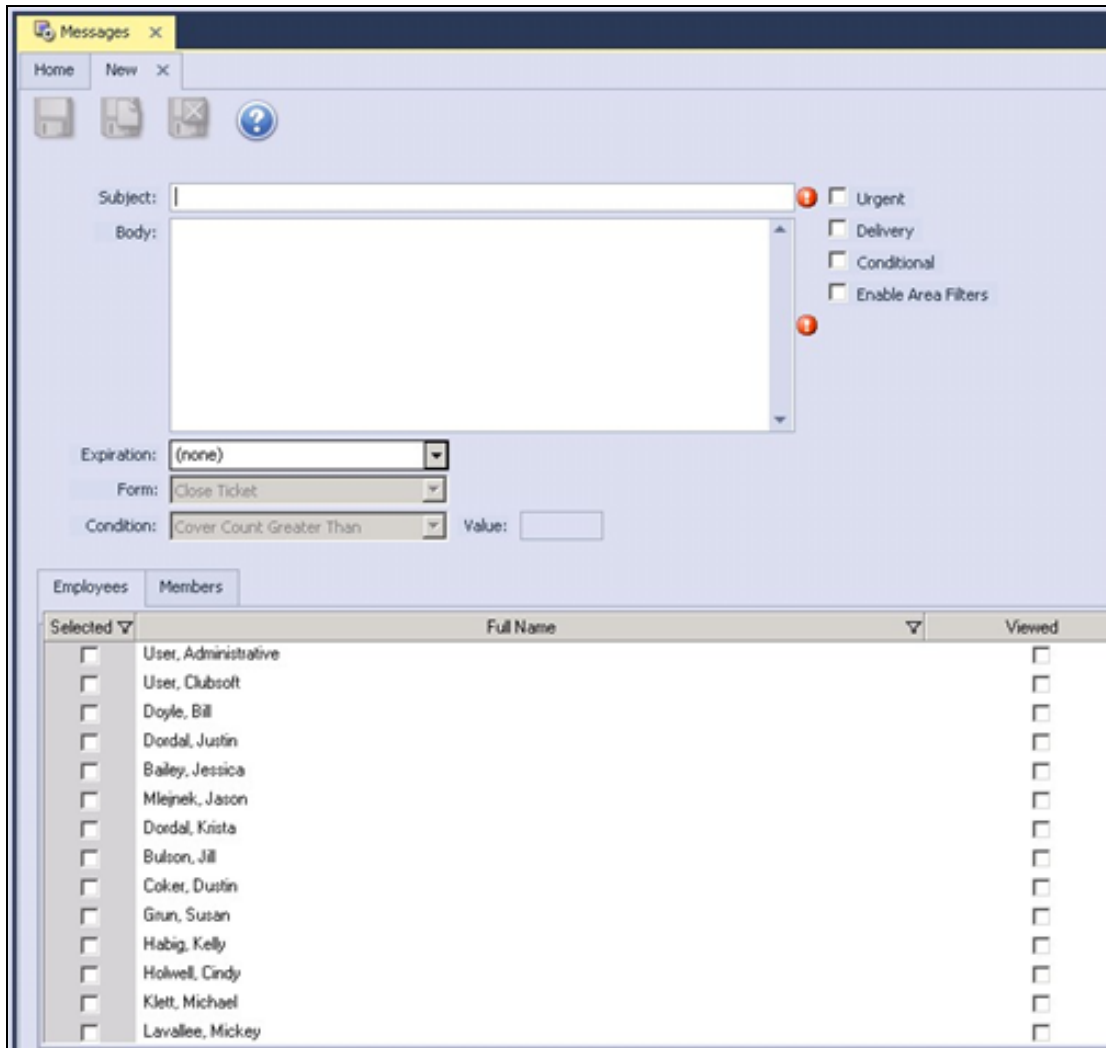 Messages
Home New
Subject:
Urgent
Body:
Delivery
Conditional
Enable Area Filters
Expiration: (none)
Form: Close Ticket
Condition: Cover Count Greater Than Value:
Employees Members
Selected Full Name Viewed
User, Administrative
User, Clubsoft
Doyle, Bill
Dordal, Justin
Bailey, Jessica
Mlejnek, Jason
Dordal, Krista
Bulson, Jill
Coker, Dustin
Grun, Susan
Habig, Kelly
Holwell, Cindy
Klett, Michael
Lavallee, Mickey